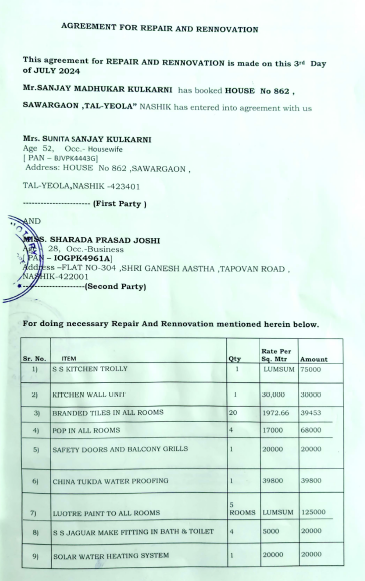 AGREEMENT FOR REPAIR AND RENNOVATION
This agreement for REPAIR AND RENNOVATION is made on this 3rd Day
of JULY 2024
Mr.SANJAY MADHUKAR KULKARNI has booked HOUSE No 862 ,
SAWARGAON ,TAL-YEOLA" NASHIK has entered into agreement with us
Mrs. SUNITA SANJAY KULKARNI
Age 52, Occ.- Housewife
[ PAN – BJVPK4443G]
Address: HOUSE No 862 ,SAWARGAON ,
TAL-YEOLA,NASHIK -423401
---------------------- (First Party )
AND
MISS. SHARADA PRASAD JOSHI
28, Occ.-Business
PAN – IOGPK4961A]
Address –FLAT NO-304 ,SHRI GANESH AASTHA ,TAPOVAN ROAD ,
NASHIK-422001
----------------------(Second Party)
For doing necessary Repair And Rennovation mentioned herein below.
Sr. No. ITEM Qty Rate Per Sq. Mtr Amount
1) S S KITCHEN TROLLY 1 LUMSUM 75000
2) KITCHEN WALL UNIT 1 30,000 30000
3) BRANDED TILES IN ALL ROOMS 20 1972.66 39453
4) POP IN ALL ROOMS 4 17000 68000
5) SAFETY DOORS AND BALCONY GRILLS 1 20000 20000
6) CHINA TUKDA WATER PROOFING 1 39800 39800
7) LUOTRE PAINT TO ALL ROOMS 5 ROOMS LUMSUM 125000
8) S S JAGUAR MAKE FITTING IN BATH & TOILET 4 5000 20000
9) SOLAR WATER HEATING SYSTEM 1 20000 20000